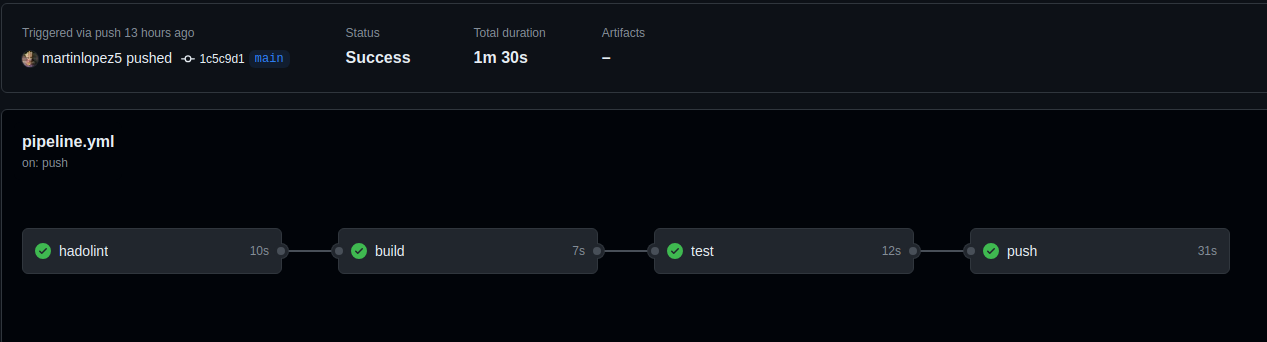 Triggered via push 13 hours ago
martinlopez5 pushed 1c5c9d1 main
Status
Success
Total duration
1m 30s
Artifacts
–
pipeline.yml
on: push
hadolint 10s
build 7s
test 12s
push 31s